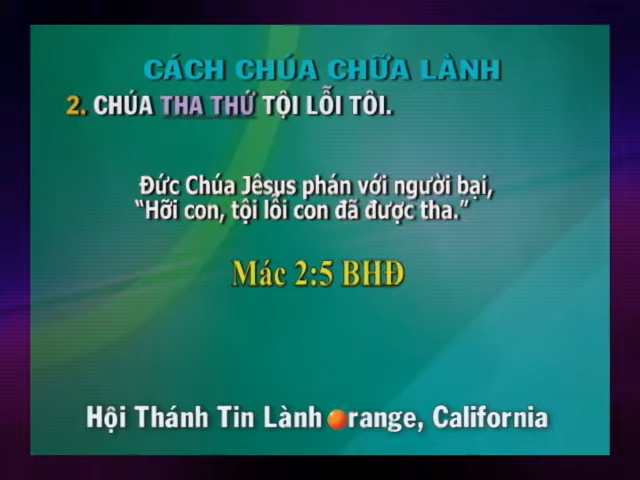 CÁCH CHÚA CHỮA LÀNH
2. CHÚA THA THỨ TỘI LỖI TÔI.
Đức Chúa Jêsus phán với người bại,
“Hỡi con, tội lỗi con đã được tha.”
Mác 2:5 BHĐ
Hội Thánh Tin Lành Orange, California